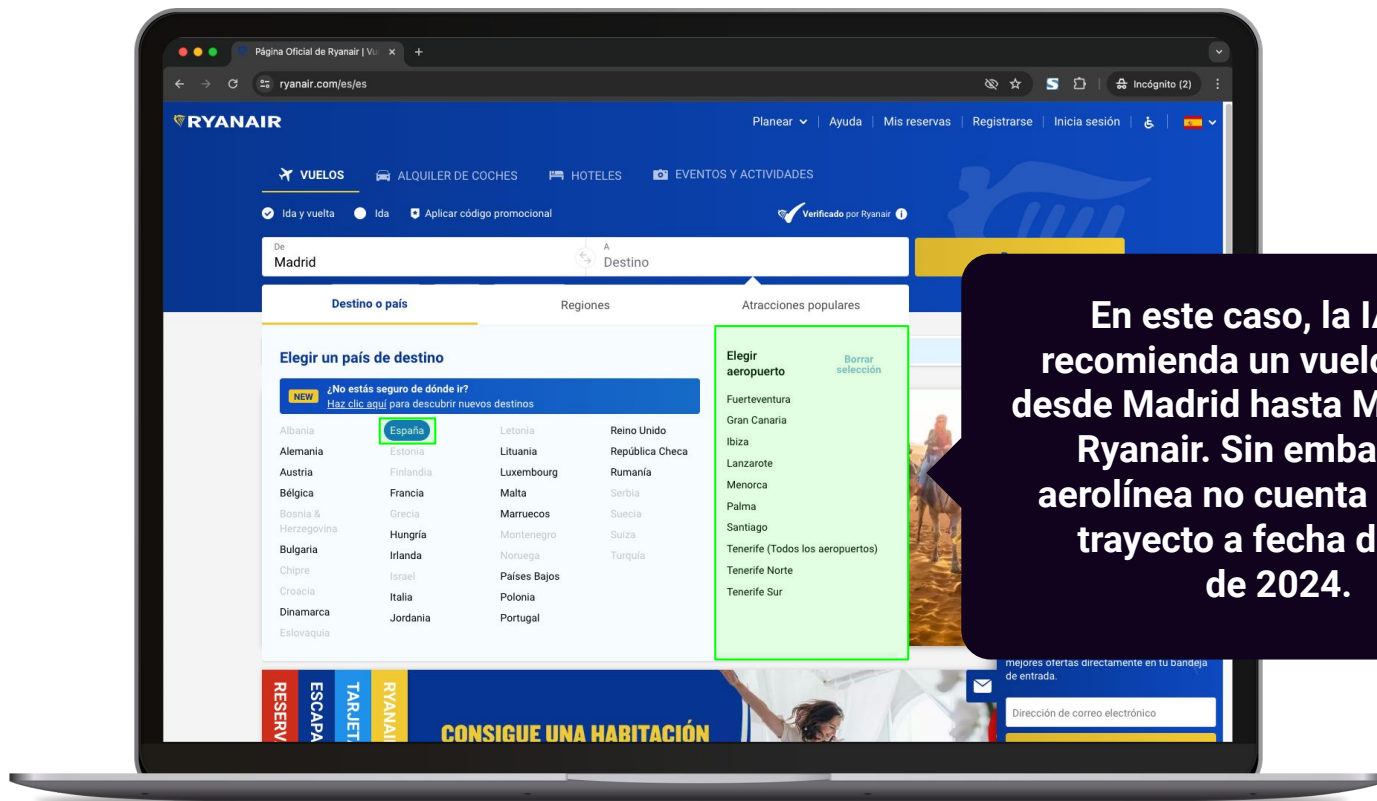 Página Oficial de Ryanair | Vu
ryanair.com/es/es
Incógnito (2)
RYANAIR
Planear | Ayuda | Mis reservas | Registrarse | Inicia sesión
VUELOS ALQUILER DE COCHES HOTELES EVENTOS Y ACTIVIDADES
Ida y vuelta Ida Aplicar código promocional Verificado por Ryanair
De
Madrid
A
Destino
Destino o país Regiones Atracciones populares
Elegir un país de destino
NEW ¿No estás seguro de dónde ir?
Haz clic aquí para descubrir nuevos destinos
Albania
Alemania
Austria
Bélgica
Bosnia &
Herzegovina
Bulgaria
Chipre
Croacia
Dinamarca
Eslovaquia
España
Estonia
Finlandia
Francia
Grecia
Hungría
Irlanda
Israel
Italia
Jordania
Letonia
Lituania
Luxembourg
Malta
Marruecos
Montenegro
Noruega
Países Bajos
Polonia
Portugal
Reino Unido
República Checa
Rumanía
Serbia
Suecia
Suiza
Turquía
Elegir
aeropuerto
Borrar
selección
Fuerteventura
Gran Canaria
Ibiza
Lanzarote
Menorca
Palma
Santiago
Tenerife (Todos los aeropuertos)
Tenerife Norte
Tenerife Sur
En este caso, la
recomienda un
desde Madrid hasta
Ryanair. Sin
aerolínea no cuenta
trayecto a fecha
de 2024.
mejores ofertas directamente en tu bandeja
de entrada.
Dirección de correo electrónico
RYANAIR
CONSIGUE UNA HABITACIÓN